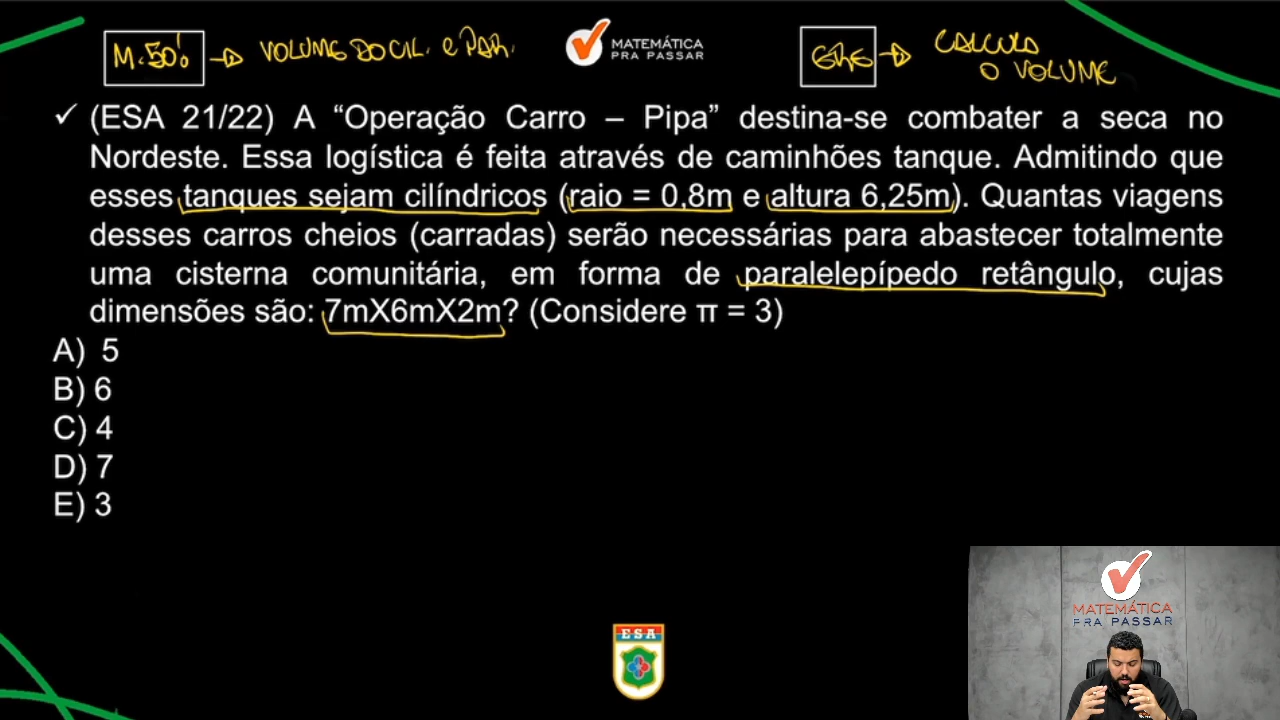 M.50%
VOLUME DO CIL. e PAR.
MATEMÁTICA
PRA PASSAR
CALCULA
O VOLUME
✓ (ESA 21/22) A “Operação Carro – Pipa” destina-se combater a seca no
Nordeste. Essa logística é feita através de caminhões tanque. Admitindo que
esses tanques sejam cilíndricos (raio = 0,8m e altura 6,25m). Quantas viagens
desses carros cheios (carradas) serão necessárias para abastecer totalmente
uma cisterna comunitária, em forma de paralelepípedo retângulo, cujas
dimensões são: 7mX6mX2m? (Considere π = 3)
A) 5
B) 6
C) 4
D) 7
E) 3
MATEMÁTICA
PRA PASSAR
ESA